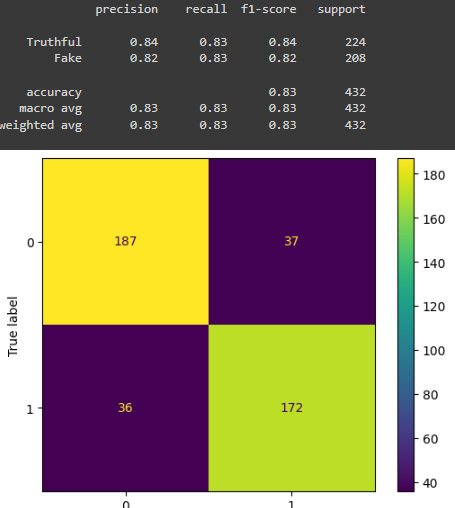 precision recall f1-score support
Truthful 0.84 0.83 0.84 224
Fake 0.82 0.83 0.82 208
accuracy 0.83 432
macro avg 0.83 0.83 0.83 432
weighted avg 0.83 0.83 0.83 432
180
160
140
120
100
80
60
40
True label
0
187 37
1
36 172
0 1